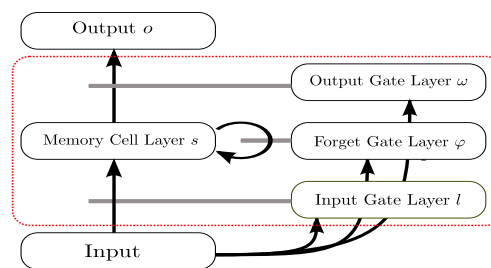 Output o
Output Gate Layer ω
Memory Cell Layer s
Forget Gate Layer φ
Input Gate Layer l
Input